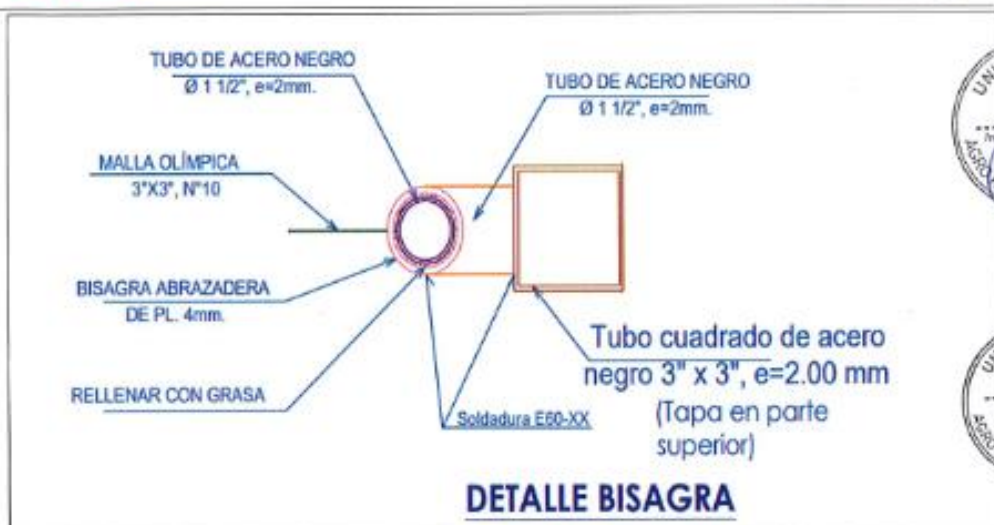 TUBO DE ACERO NEGRO
Ø 1 1/2", e=2mm.
TUBO DE ACERO NEGRO
Ø 1 1/2", e=2mm.
MALLA OLÍMPICA
3"X3", N°10
BISAGRA ABRAZADERA
DE PL. 4mm.
RELLENAR CON GRASA
Soldadura E60-XX
Tubo cuadrado de acero
negro 3" x 3", e=2.00 mm
(Tapa en parte
superior)
DETALLE BISAGRA